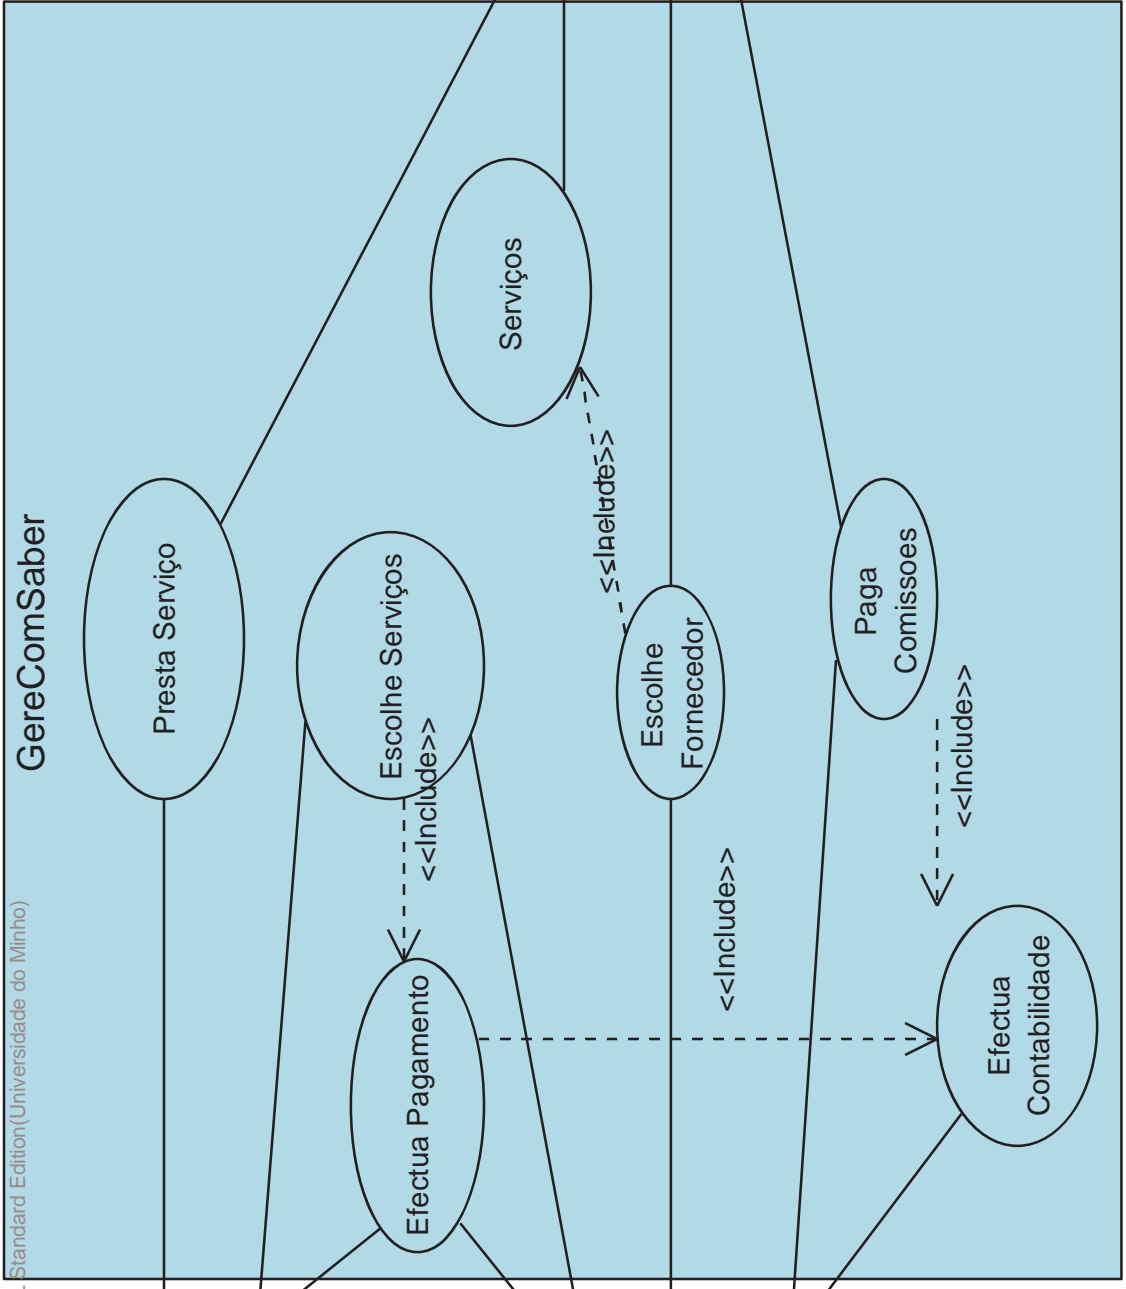 - Standard Edition(Universidade do Minho)
GereComSaber
Presta Serviço
Escolhe Serviços
<<Include>>
Efectua Pagamento
Serviços
<<Include>>
Escolhe
Fornecedor
<<Include>>
Paga
Comissoes
<<Include>>
Efectua
Contabilidade